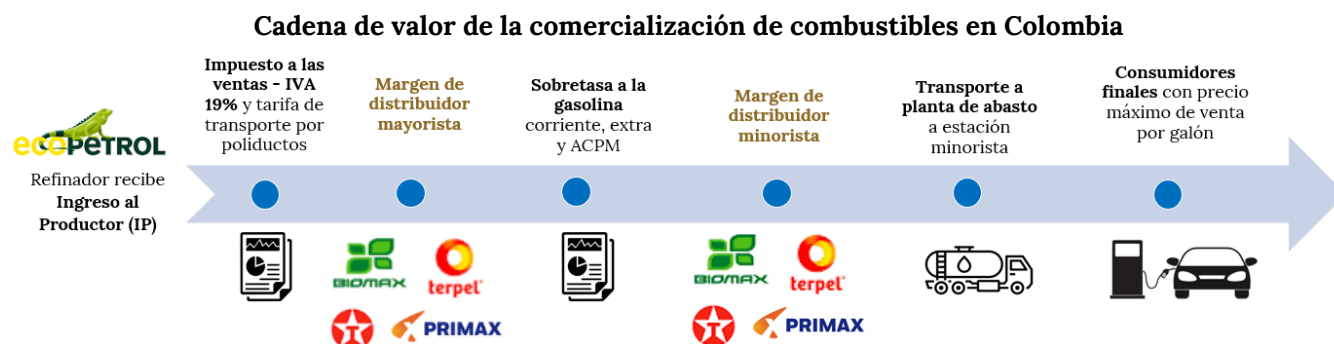 Cadena de valor de la comercialización de combustibles en Colombia
ecoPETROL
Refinador recibe
Ingreso al
Productor (IP)
Impuesto a las
ventas - IVA
19% y tarifa de
transporte por
poliductos
Margen de
distribuidor
mayorista
BIOMAX
terpel
T
PRIMAX
Sobretasa a la
gasolina
corriente, extra
y ACPM
Margen de
distribuidor
minorista
BIOMAX
terpel
T
PRIMAX
Transporte a
planta de abasto
a estación
minorista
Consumidores
finales con precio
máximo de venta
por galón